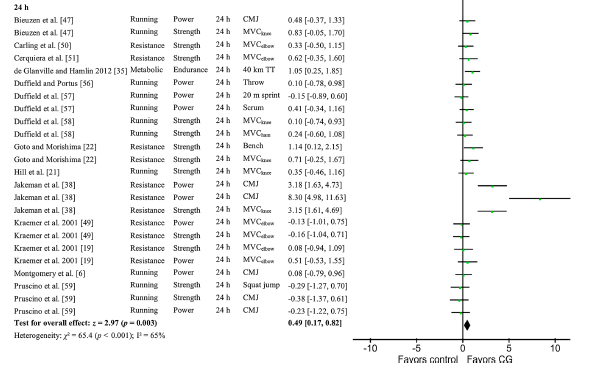 24 h
Bieuzen et al. [47] Running Power 24 h CMJ 0.48 [-0.37, 1.33]
Bieuzen et al. [47] Running Strength 24 h MVCknee 0.83 [-0.05, 1.70]
Carling et al. [50] Resistance Strength 24 h MVCelbow 0.33 [-0.50, 1.15]
Cerquiera et al. [51] Resistance Strength 24 h MVCelbow 0.62 [-0.35, 1.60]
de Glanville and Hamlin 2012 [35] Metabolic Endurance 24 h 40 km TT 1.05 [0.25, 1.85]
Duffield and Portus [56] Running Power 24 h Throw 0.10 [-0.78, 0.98]
Duffield et al. [57] Running Power 24 h 20 m sprint -0.15 [-0.89, 0.60]
Duffield et al. [57] Running Power 24 h Scrum 0.41 [-0.34, 1.16]
Duffield et al. [58] Running Strength 24 h MVCknee 0.10 [-0.74, 0.93]
Duffield et al. [58] Running Strength 24 h MVCham 0.24 [-0.60, 1.08]
Goto and Morishima [22] Resistance Strength 24 h Bench 1.14 [0.12, 2.15]
Goto and Morishima [22] Resistance Strength 24 h MVCknee 0.71 [-0.25, 1.67]
Hill et al. [21] Running Strength 24 h MVCknee 0.35 [-0.46, 1.16]
Jakeman et al. [38] Resistance Power 24 h CMJ 3.18 [1.63, 4.73]
Jakeman et al. [38] Resistance Power 24 h CMJ 8.30 [4.98, 11.63]
Jakeman et al. [38] Resistance Strength 24 h MVCknee 3.15 [1.61, 4.69]
Kraemer et al. 2001 [49] Resistance Power 24 h MVCelbow -0.13 [-1.01, 0.75]
Kraemer et al. 2001 [49] Resistance Strength 24 h MVCelbow -0.16 [-1.04, 0.71]
Kraemer et al. 2001 [19] Resistance Strength 24 h MVCelbow 0.08 [-0.94, 1.09]
Kraemer et al. 2001 [19] Resistance Power 24 h MVCelbow 0.51 [-0.53, 1.55]
Montgomery et al. [6] Running Power 24 h CMJ 0.08 [-0.79, 0.96]
Pruscino et al. [59] Running Power 24 h Squat jump -0.29 [-1.27, 0.70]
Pruscino et al. [59] Running Strength 24 h CMJ -0.38 [-1.37, 0.61]
Pruscino et al. [59] Running Power 24 h CMJ -0.23 [-1.22, 0.75]
Test for overall effect: z = 2.97 (p = 0.003) 0.49 [0.17, 0.82]
Heterogeneity: χ² = 65.4 (p < 0.001); I² = 65%
-10 -5 0 5 10
Favors control Favors CG